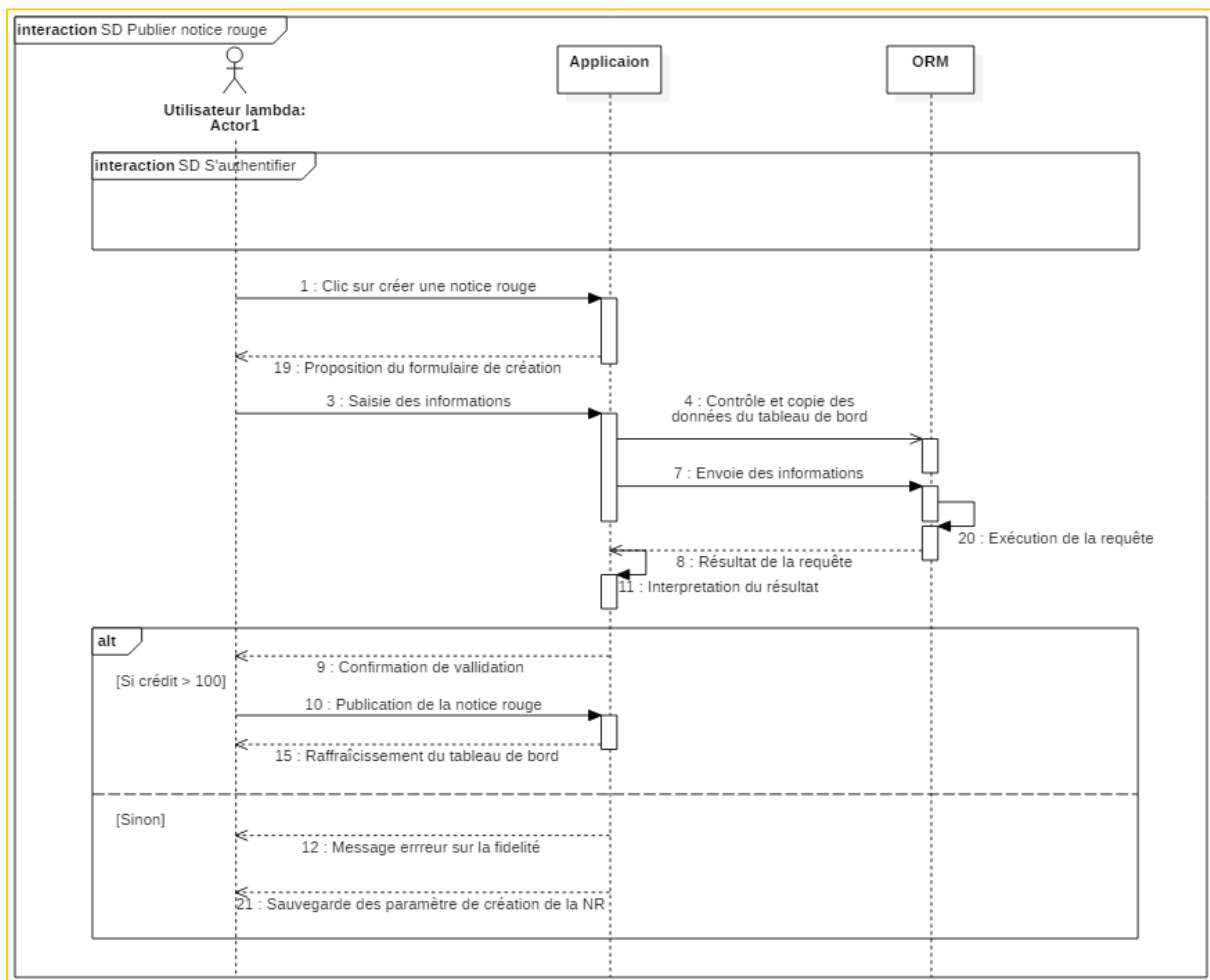 interaction SD Publier notice rouge
Applicaion
ORM
Utilisateur lambda:
Actor1
interaction SD S'authentifier
1 : Clic sur créer une notice rouge
19 : Proposition du formulaire de création
3 : Saisie des informations
4 : Contrôle et copie des
données du tableau de bord
7 : Envoie des informations
20 : Exécution de la requête
8 : Résultat de la requête
11 : Interpretation du résultat
alt
9 : Confirmation de vallidation
[Si crédit > 100]
10 : Publication de la notice rouge
15 : Raffraîcissement du tableau de bord
[Sinon]
12 : Message errreur sur la fidelité
21 : Sauvegarde des paramètre de création de la NR